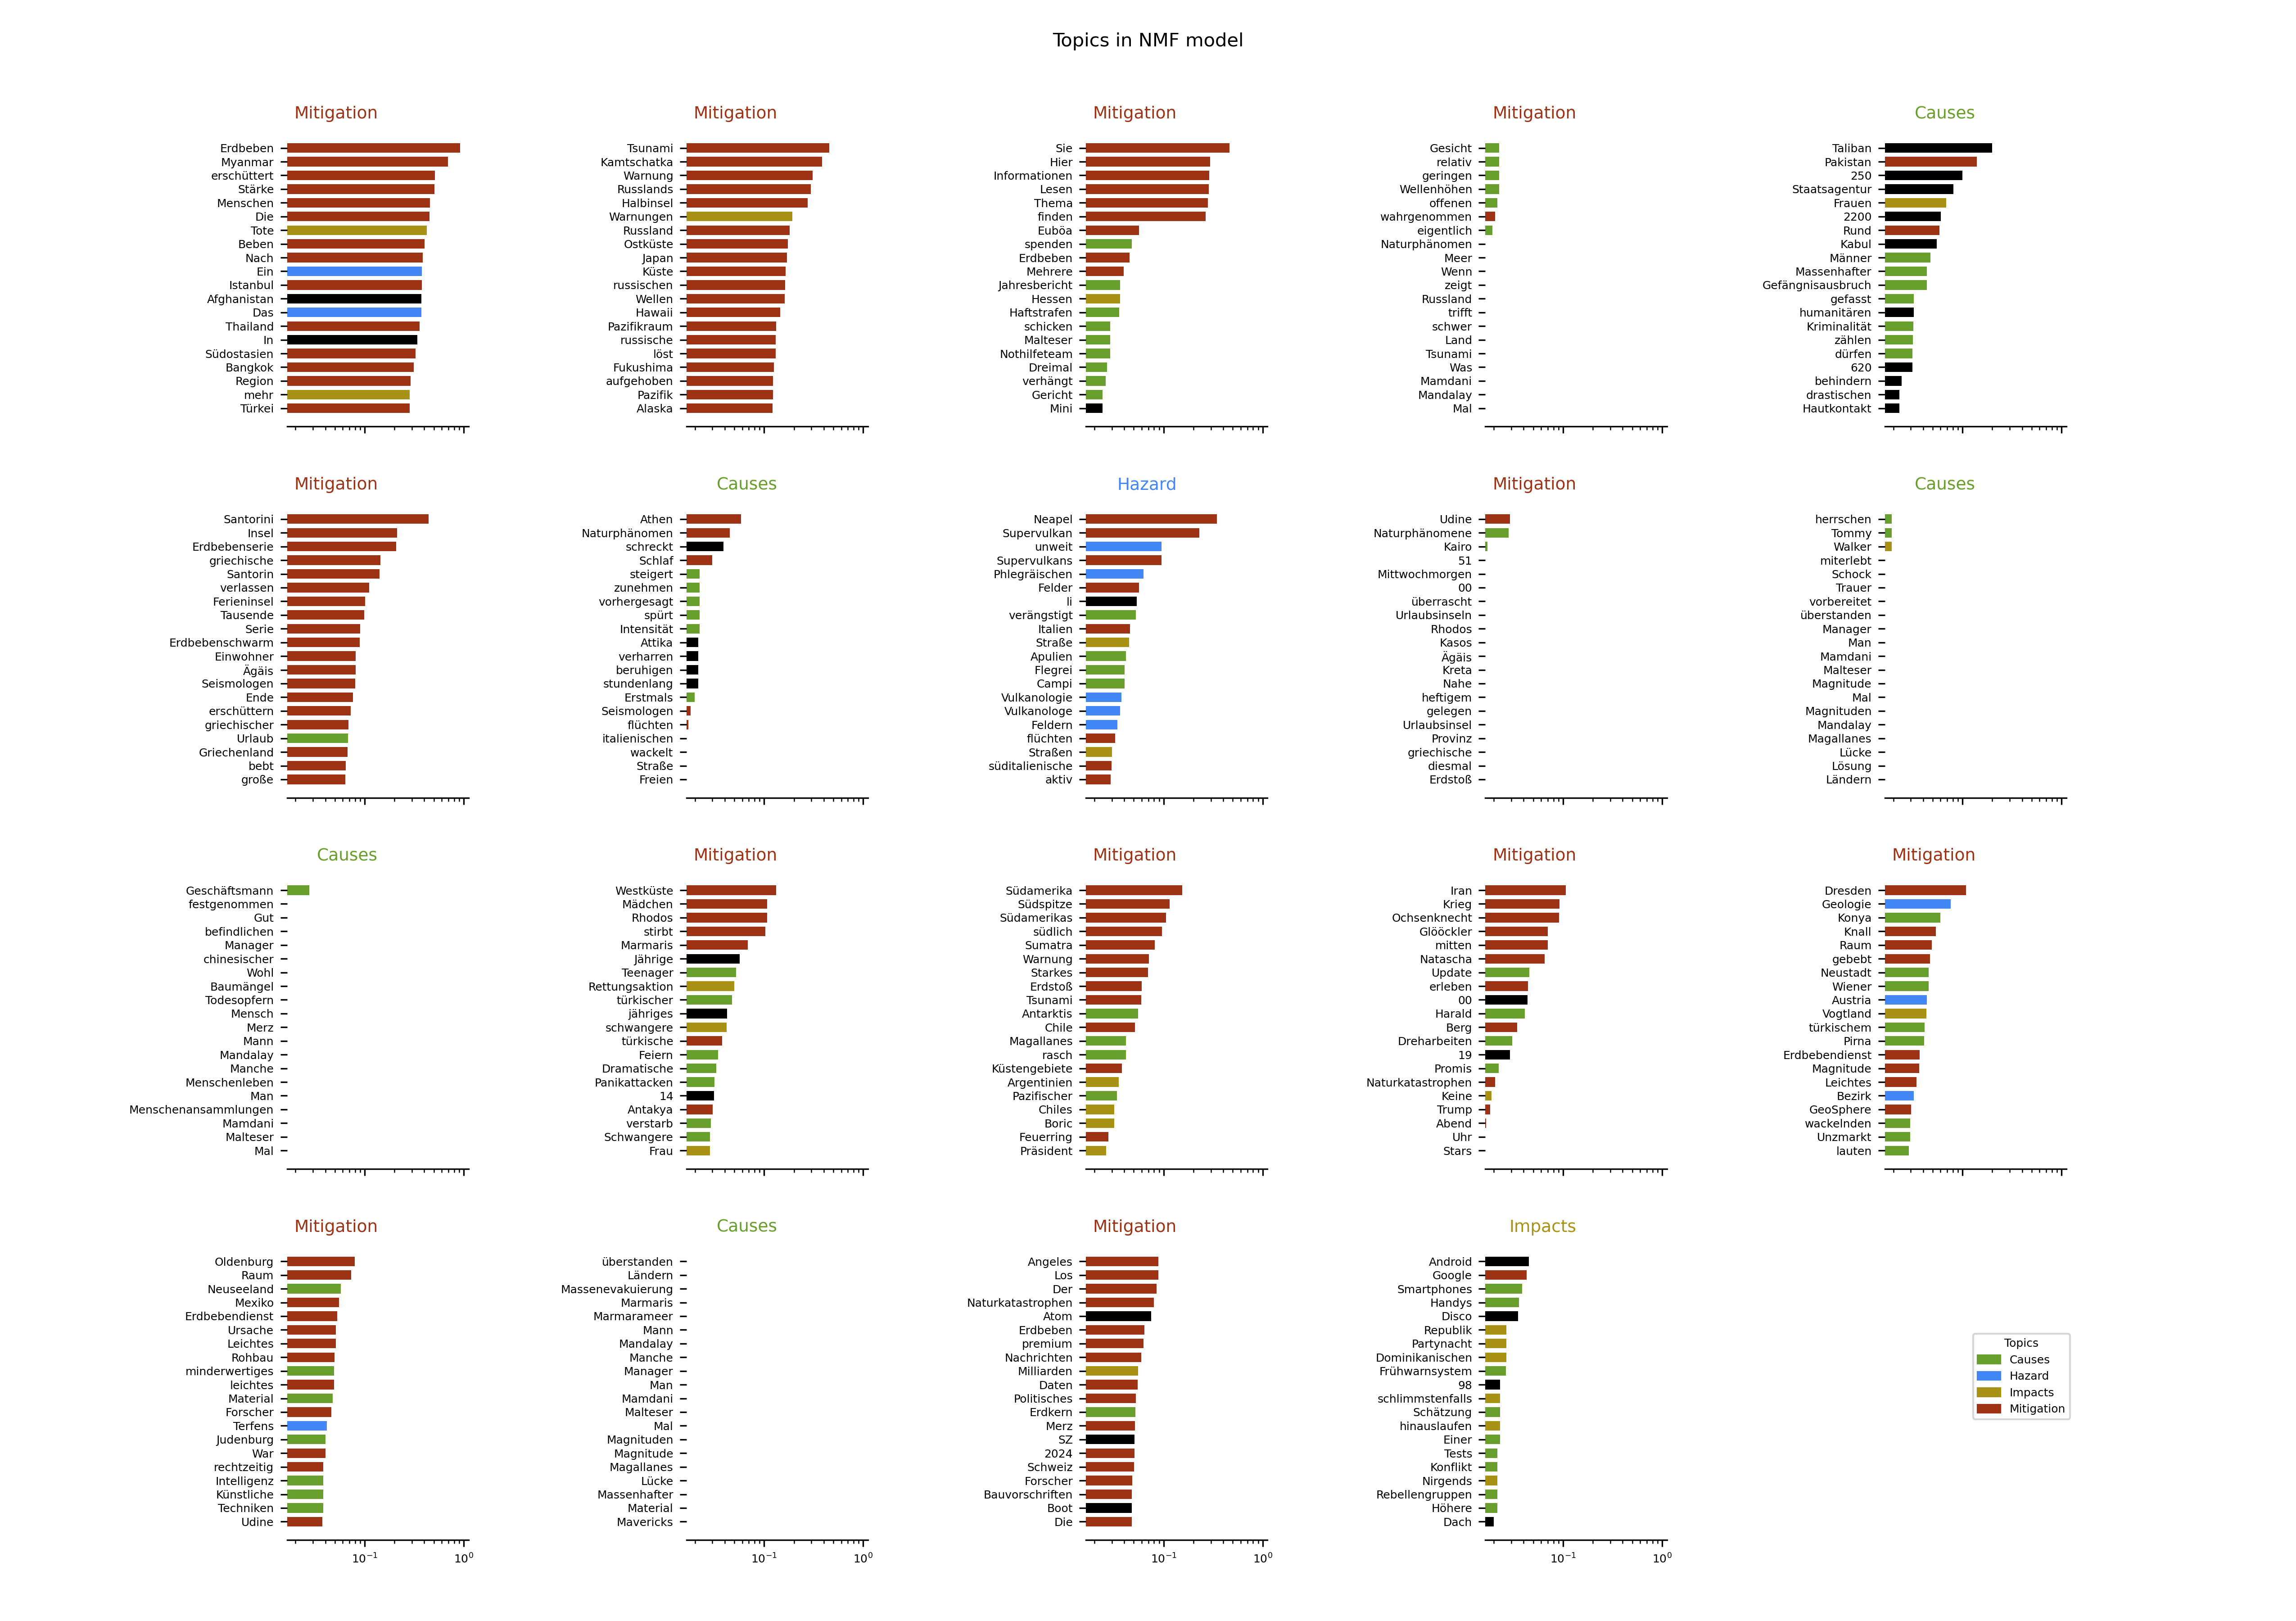 Topics in NMF model
Mitigation
Erdbeben
Myanmar
erschüttert
Stärke
Menschen
Die
Tote
Beben
Nach
Ein
Istanbul
Afghanistan
Das
Thailand
In
Südostasien
Bangkok
Region
mehr
Türkei
Mitigation
Tsunami
Kamtschatka
Warnung
Russlands
Halbinsel
Warnungen
Russland
Ostküste
Japan
Küste
russischen
Wellen
Hawaii
Pazifikraum
russische
löst
Fukushima
aufgehoben
Pazifik
Alaska
Mitigation
Sie
Hier
Informationen
Lesen
Thema
finden
Euböa
spenden
Erdbeben
Mehrere
Jahresbericht
Hessen
Haftstrafen
schicken
Malteser
Nothilfeteam
Dreimal
verhängt
Gericht
Mini
Mitigation
Gesicht
relativ
geringen
Wellenhöhen
offenen
wahrgenommen
eigentlich
Naturphänomen
Meer
Wenn
zeigt
Russland
trifft
schwer
Land
Tsunami
Was
Mamdani
Mandalay
Mal
Causes
Taliban
Pakistan
250
Staatsagentur
Frauen
2200
Rund
Kabul
Männer
Massenhafter
Gefängnisausbruch
gefasst
humanitären
Kriminalität
zählen
dürfen
620
behindern
drastischen
Hautkontakt
Mitigation
Santorini
Insel
Erdbebenserie
griechische
Santorin
verlassen
Ferieninsel
Tausende
Serie
Erdbebenschwarm
Einwohner
Ägäis
Seismologen
Ende
erschüttern
griechischer
Urlaub
Griechenland
bebt
große
Causes
Athen
Naturphänomen
schreckt
Schlaf
steigert
zunehmen
vorhergesagt
spürt
Intensität
Attika
verharren
beruhigen
stundenlang
Erstmals
Seismologen
flüchten
italienischen
wackelt
Straße
Freien
Hazard
Neapel
Supervulkan
unweit
Supervulkans
Phlegräischen
Felder
li
verängstigt
Italien
Straße
Apulien
Flegrei
Campi
Vulkanologie
Vulkanologe
Feldern
flüchten
Straßen
süditalienische
aktiv
Mitigation
Udine
Naturphänomene
Kairo
51
Mittwochmorgen
00
überrascht
Urlaubsinseln
Rhodos
Kasos
Ägäis
Kreta
Nahe
heftigem
gelegen
Urlaubsinsel
Provinz
griechische
diesmal
Erdstoß
Causes
herrschen
Tommy
Walker
miterlebt
Schock
Trauer
vorbereitet
überstanden
Manager
Man
Mamdani
Malteser
Magnitude
Mal
Magnituden
Mandalay
Magallanes
Lücke
Lösung
Ländern
Causes
Geschäftsmann
festgenommen
Gut
befindlichen
Manager
chinesischer
Wohl
Baumängel
Todesopfern
Mensch
Merz
Mann
Mandalay
Manche
Menschenleben
Man
Menschenansammlungen
Mamdani
Malteser
Mal
Mitigation
Westküste
Mädchen
Rhodos
stirbt
Marmaris
Jährige
Teenager
Rettungsaktion
türkischer
jähriges
schwangere
türkische
Feiern
Dramatische
Panikattacken
14
Antakya
verstarb
Schwangere
Frau
Mitigation
Südamerika
Südspitze
Südamerikas
südlich
Sumatra
Warnung
Starkes
Erdstoß
Tsunami
Antarktis
Chile
Magallanes
rasch
Küstengebiete
Argentinien
Pazifischer
Chiles
Boric
Feuerring
Präsident
Mitigation
Iran
Krieg
Ochsenknecht
Glööckler
mitten
Natascha
Update
erleben
00
Harald
Berg
Dreharbeiten
19
Promis
Naturkatastrophen
Keine
Trump
Abend
Uhr
Stars
Mitigation
Dresden
Geologie
Konya
Knall
Raum
gebebt
Neustadt
Wiener
Austria
Vogtland
türkischem
Pirna
Erdbebendienst
Magnitude
Leichtes
Bezirk
GeoSphere
wackelnden
Unzmarkt
lauten
Mitigation
Oldenburg
Raum
Neuseeland
Mexiko
Erdbebendienst
Ursache
Leichtes
Rohbau
minderwertiges
leichtes
Material
Forscher
Terfens
Judenburg
War
rechtzeitig
Intelligenz
Künstliche
Techniken
Udine
10⁻¹ 10⁰
Causes
überstanden
Ländern
Massenevakuierung
Marmaris
Marmarameer
Mann
Mandalay
Manche
Manager
Man
Mamdani
Malteser
Mal
Magnituden
Magnitude
Magallanes
Lücke
Massenhafter
Material
Mavericks
10⁻¹ 10⁰
Mitigation
Angeles
Los
Der
Naturkatastrophen
Atom
Erdbeben
premium
Nachrichten
Milliarden
Daten
Politisches
Erdkern
Merz
SZ
2024
Schweiz
Forscher
Bauvorschriften
Boot
Die
10⁻¹ 10⁰
Impacts
Android
Google
Smartphones
Handys
Disco
Republik
Partynacht
Dominikanischen
Frühwarnsystem
98
schlimmstenfalls
Schätzung
hinauslaufen
Einer
Tests
Konflikt
Nirgends
Rebellengruppen
Höhere
Dach
10⁻¹ 10⁰
Topics
Causes
Hazard
Impacts
Mitigation